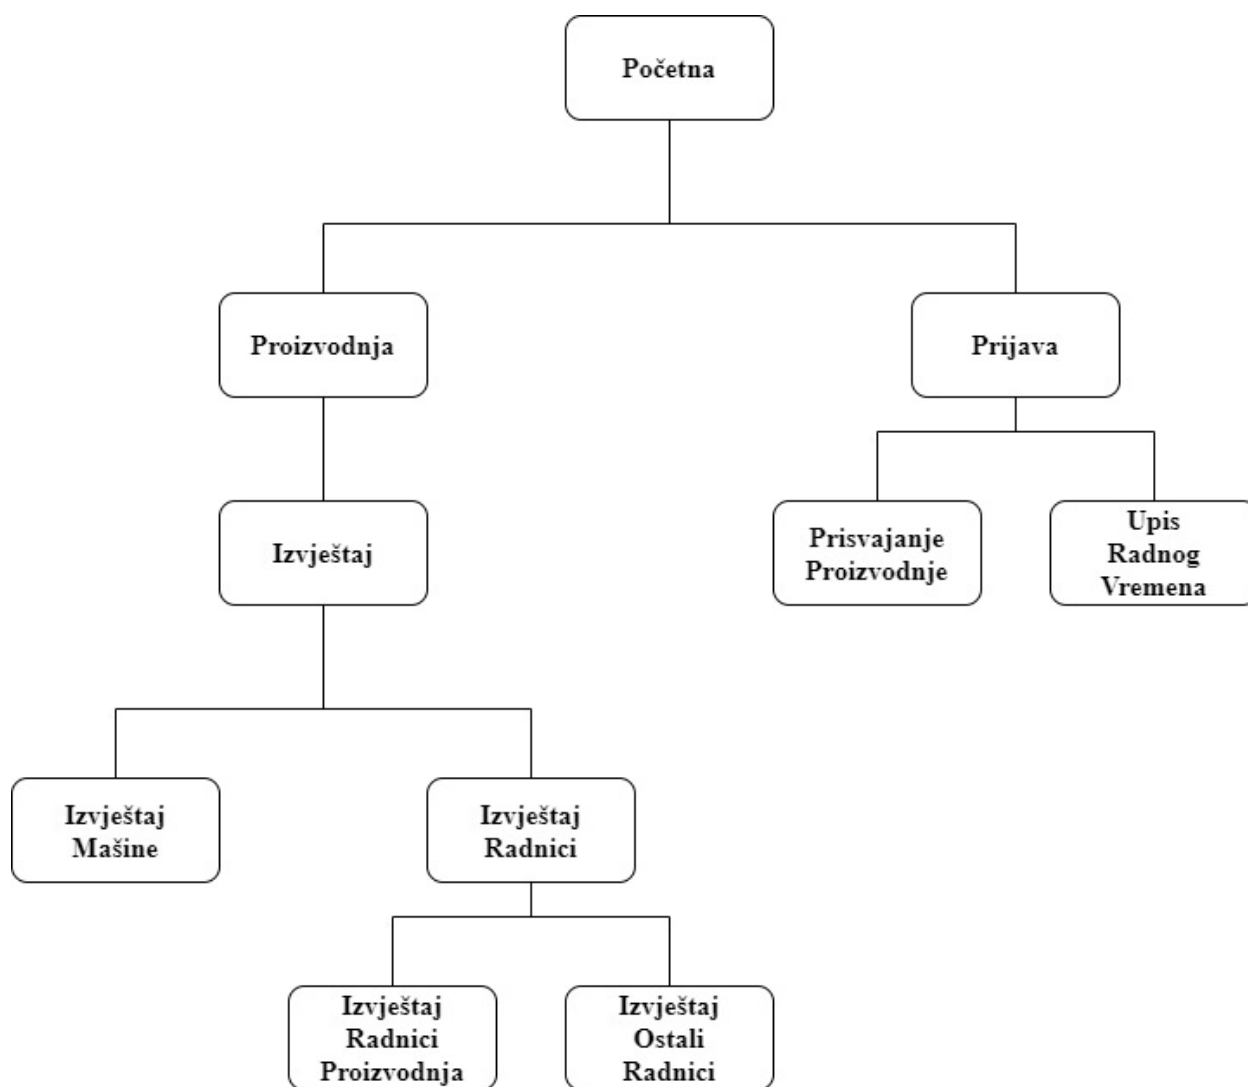 Početna
Proizvodnja
Prijava
Izvještaj
Prisvajanje
Proizvodnje
Upis
Radnog
Vremena
Izvještaj
Mašine
Izvještaj
Radnici
Izvještaj
Radnici
Proizvodnja
Izvještaj
Ostali
Radnici